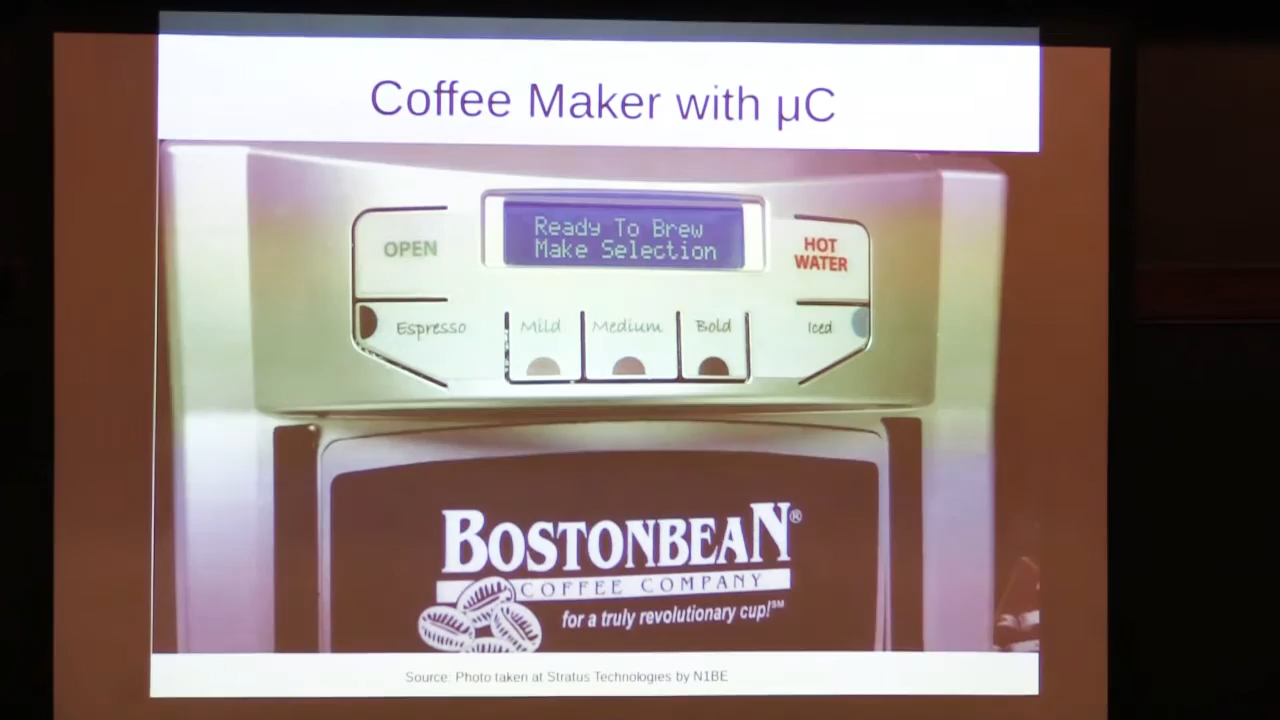 Coffee Maker with µC
Ready To Brew
Make Selection
OPEN
HOT
WATER
Espresso
Mild
Medium
Bold
Iced
BOSTONBEAN®
COFFEE COMPANY
for a truly revolutionary cup!℠
Source: Photo taken at Stratus Technologies by N1BE